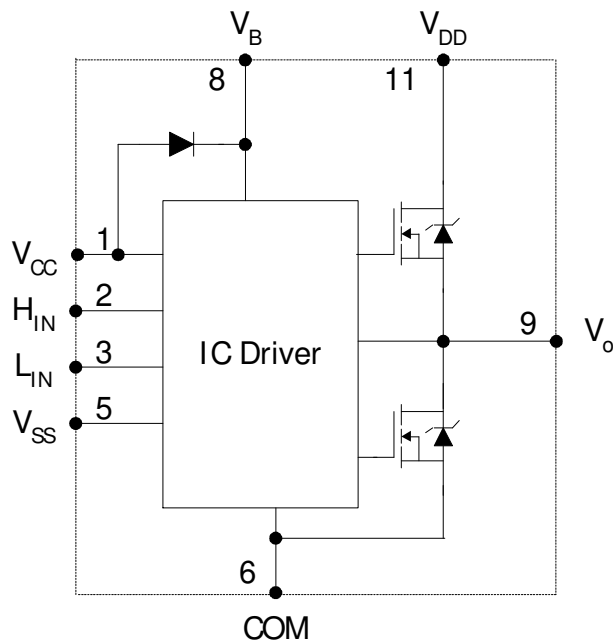 V_B V_DD
8 11
V_CC 1
H_IN 2
L_IN 3
V_SS 5
IC Driver
9 V_o
6
COM